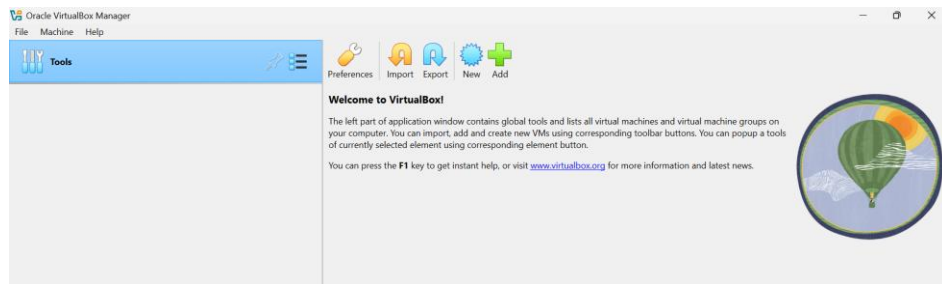 Oracle VirtualBox Manager
File Machine Help
Tools
Preferences Import Export New Add
Welcome to VirtualBox!
The left part of application window contains global tools and lists all virtual machines and virtual machine groups on
your computer. You can import, add and create new VMs using corresponding toolbar buttons. You can popup a tools
of currently selected element using corresponding element button.
You can press the F1 key to get instant help, or visit www.virtualbox.org for more information and latest news.